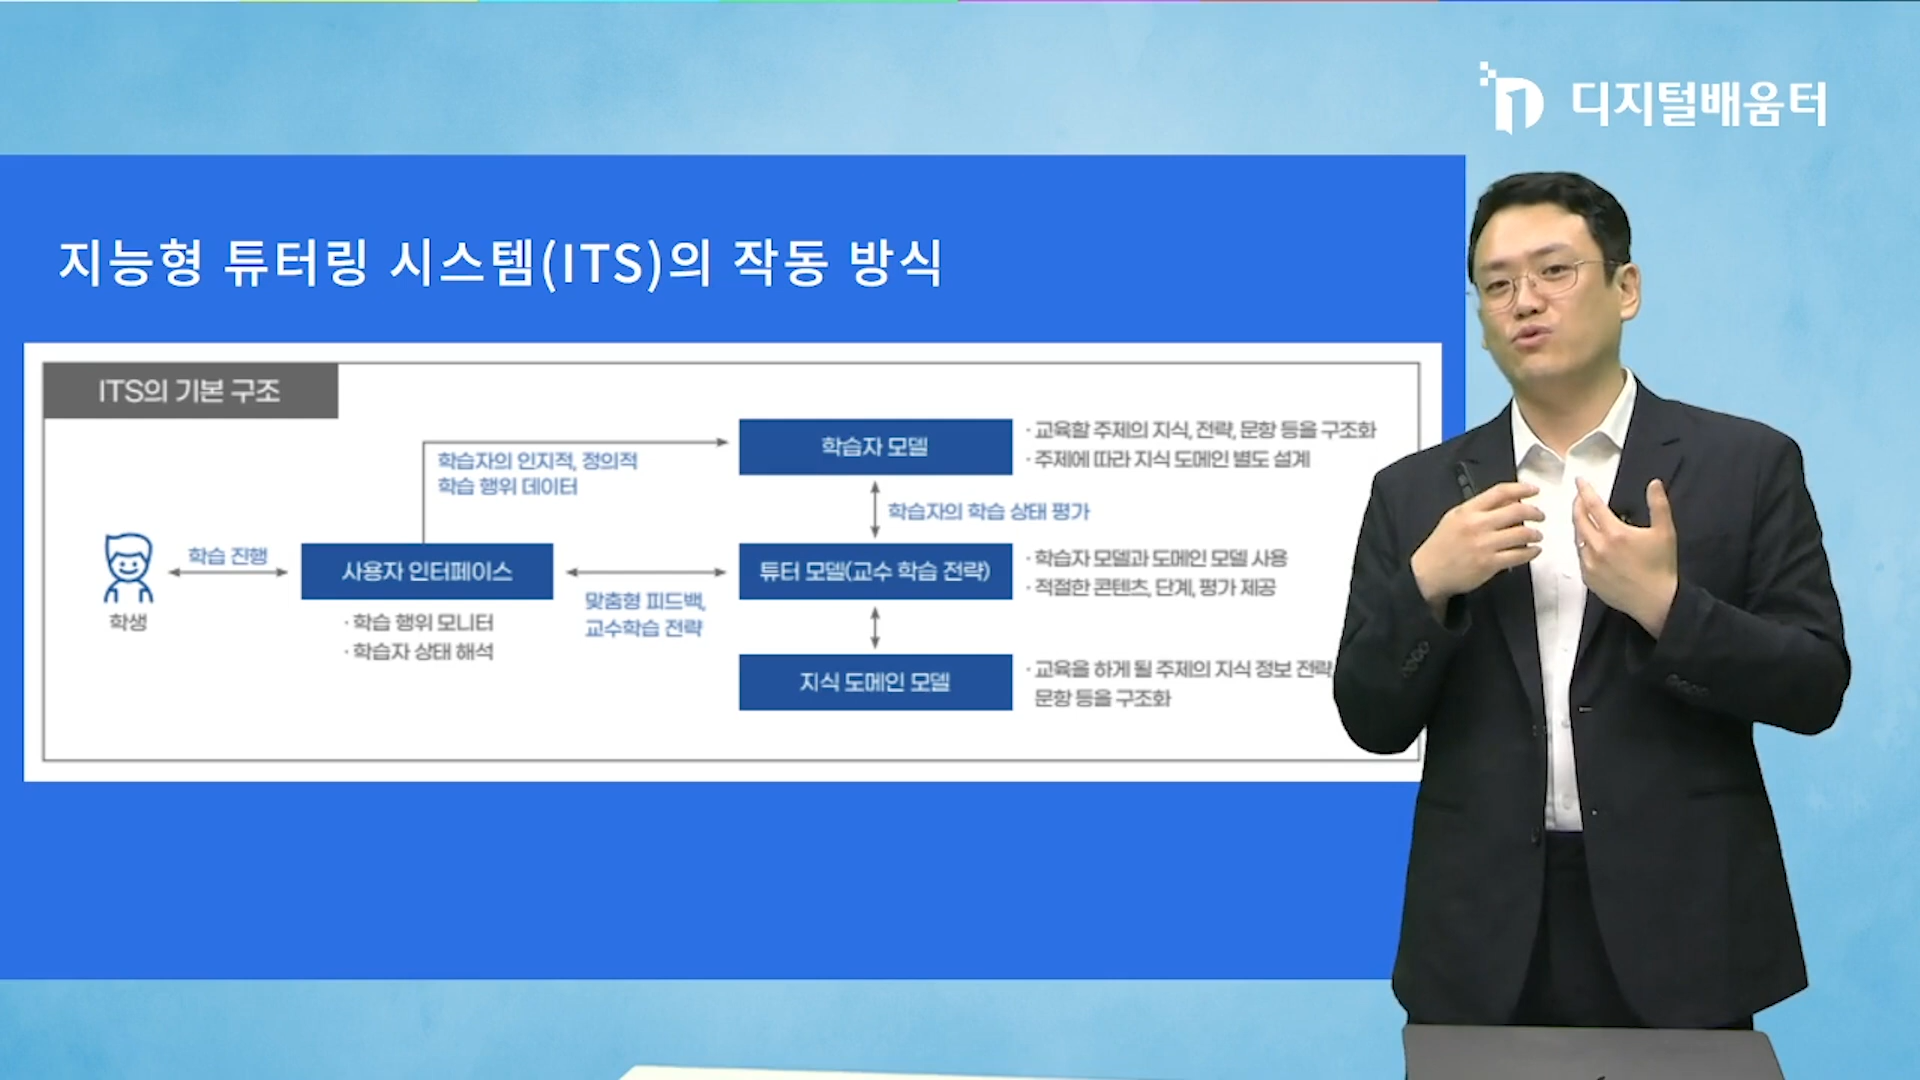 디지털배움터
지능형 튜터링 시스템(ITS)의 작동 방식
ITS의 기본 구조
학습자의 인지적, 정의적
학습 행위 데이터
학습자 모델
· 교육할 주제의 지식, 전략, 문항 등을 구조화
· 주제에 따라 지식 도메인 별도 설계
학습자의 학습 상태 평가
학생
학습 진행
사용자 인터페이스
· 학습 행위 모니터
· 학습자 상태 해석
맞춤형 피드백,
교수학습 전략
튜터 모델(교수 학습 전략)
· 학습자 모델과 도메인 모델 사용
· 적절한 콘텐츠, 단계, 평가 제공
지식 도메인 모델
· 교육을 하게 될 주제의 지식 정보 전략
문항 등을 구조화